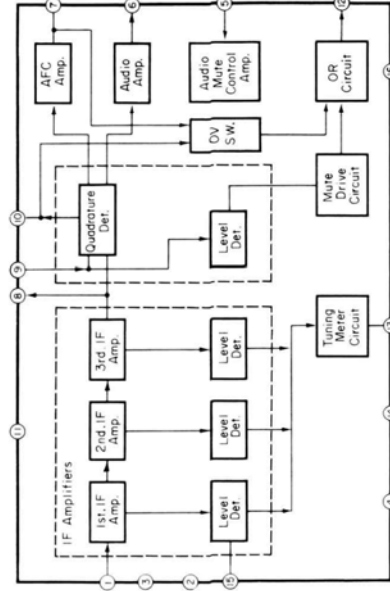 11
8
9
10
7
6
5
12
IF Amplifiers
1
3
2
15
1st. IF
Amp.
2nd. IF
Amp.
3rd. IF
Amp.
Quadrature
Det.
AFC
Amp.
Audio
Amp.
Level
Det.
Level
Det.
Level
Det.
Level
Det.
OV
SW.
Audio
Mute
Control
Amp.
Tuning
Meter
Circuit
Mute
Drive
Circuit
OR
Circuit